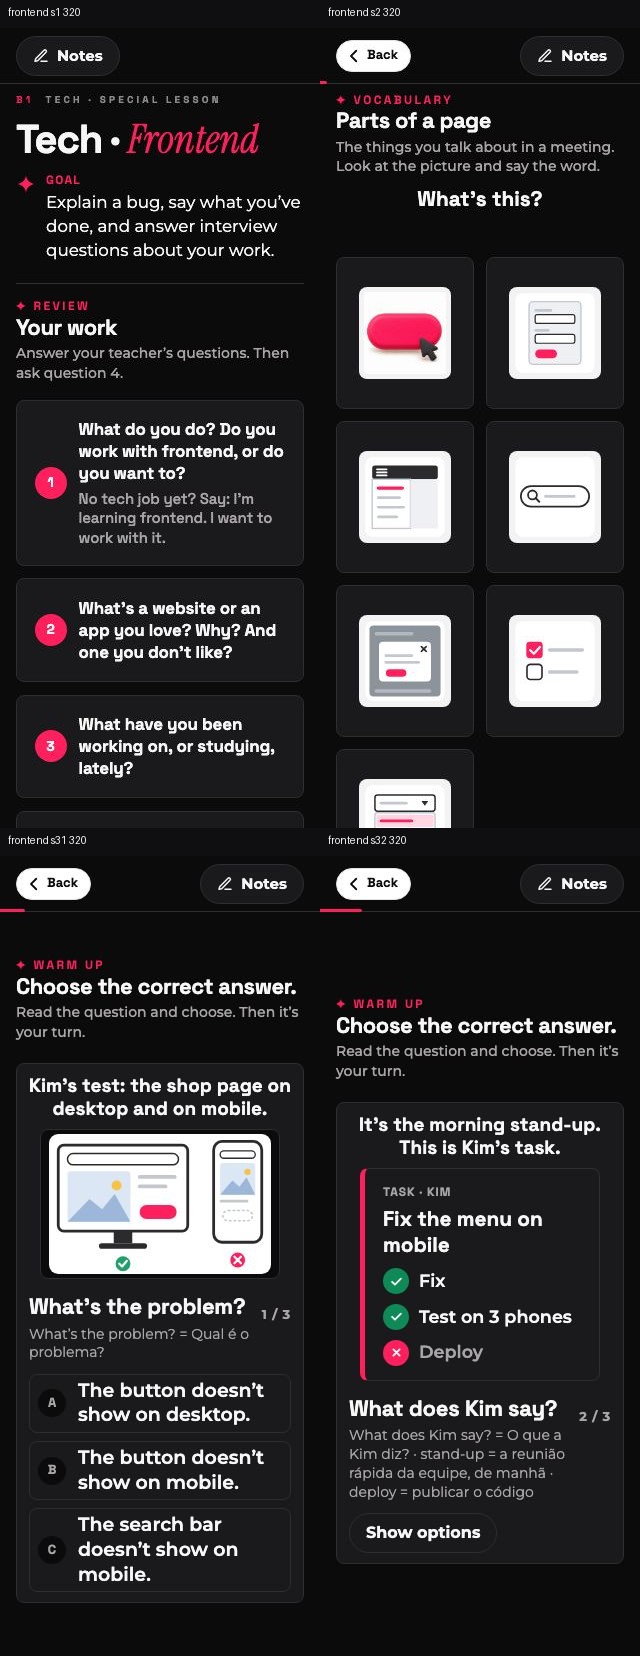 frontend s1 320
Notes
B1 TECH · SPECIAL LESSON
Tech · Frontend
GOAL
Explain a bug, say what you've
done, and answer interview
questions about your work.
REVIEW
Your work
Answer your teacher's questions. Then
ask question 4.
1
What do you do? Do you
work with frontend, or do
you want to?
No tech job yet? Say: I'm
learning frontend. I want to
work with it.
2
What's a website or an
app you love? Why? And
one you don't like?
3
What have you been
working on, or studying,
lately?
frontend s2 320
Back
Notes
VOCABULARY
Parts of a page
The things you talk about in a meeting.
Look at the picture and say the word.
What's this?
frontend s31 320
Back
Notes
WARM UP
Choose the correct answer.
Read the question and choose. Then it's
your turn.
Kim's test: the shop page on
desktop and on mobile.
What's the problem?
1 / 3
What's the problem? = Qual é o
problema?
A
The button doesn't
show on desktop.
B
The button doesn't
show on mobile.
C
The search bar
doesn't show on
mobile.
frontend s32 320
Back
Notes
WARM UP
Choose the correct answer.
Read the question and choose. Then it's
your turn.
It's the morning stand-up.
This is Kim's task.
TASK · KIM
Fix the menu on
mobile
Fix
Test on 3 phones
Deploy
What does Kim say?
2 / 3
What does Kim say? = O que a
Kim diz? · stand-up = a reunião
rápida da equipe, de manhã ·
deploy = publicar o código
Show options